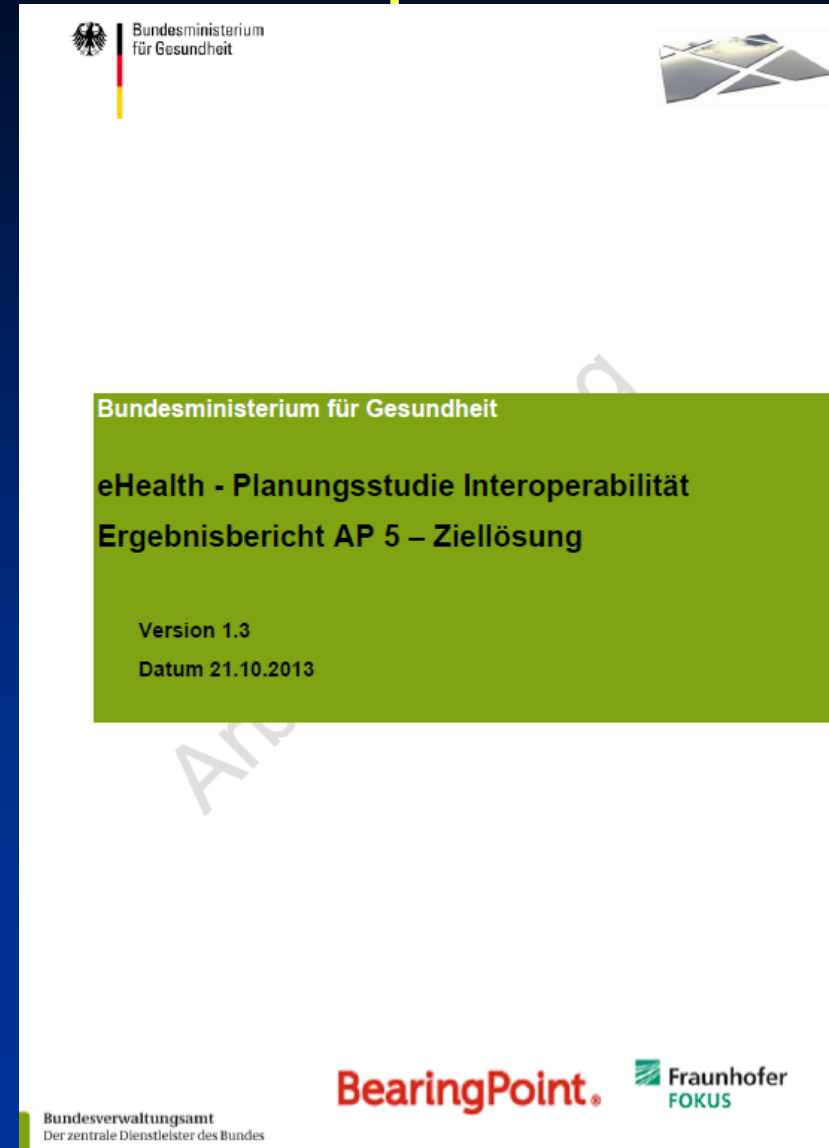 Bundesministerium
für Gesundheit
Bundesministerium für Gesundheit
eHealth - Planungsstudie Interoperabilität
Ergebnisbericht AP 5 – Ziellösung
Version 1.3
Datum 21.10.2013
BearingPoint®
Fraunhofer
FOKUS
Bundesverwaltungsamt
Der zentrale Dienstleister des Bundes